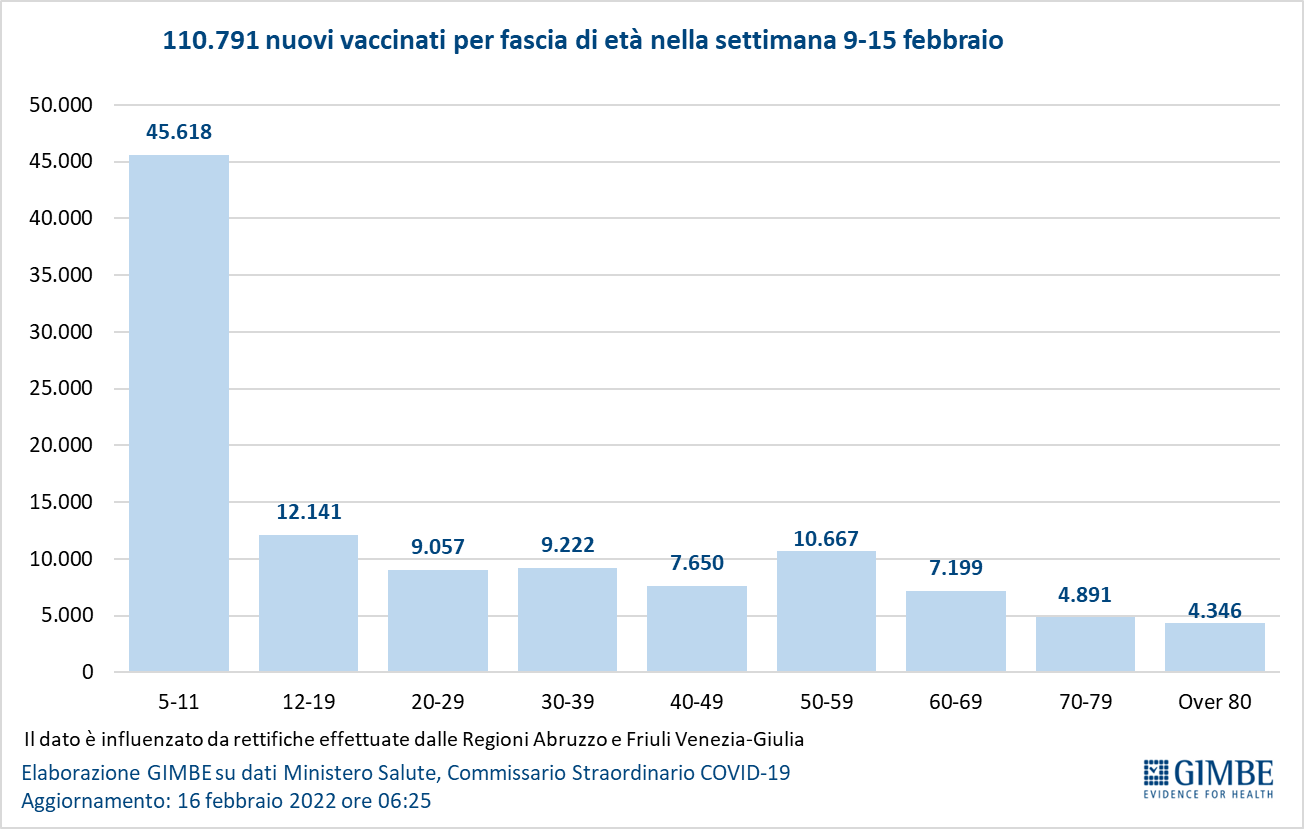 110.791 nuovi vaccinati per fascia di età nella settimana 9-15 febbraio
50.000
45.618
45.000
40.000
35.000
30.000
25.000
20.000
15.000
12.141
10.667
9.057
9.222
10.000
7.650
7.199
4.891
5.000
4.346
0
5-11 12-19 20-29 30-39 40-49 50-59 60-69 70-79 Over 80
Il dato è influenzato da rettifiche effettuate dalle Regioni Abruzzo e Friuli Venezia-Giulia
Elaborazione GIMBE su dati Ministero Salute, Commissario Straordinario COVID-19
Aggiornamento: 16 febbraio 2022 ore 06:25
GIMBE
EVIDENCE FOR HEALTH